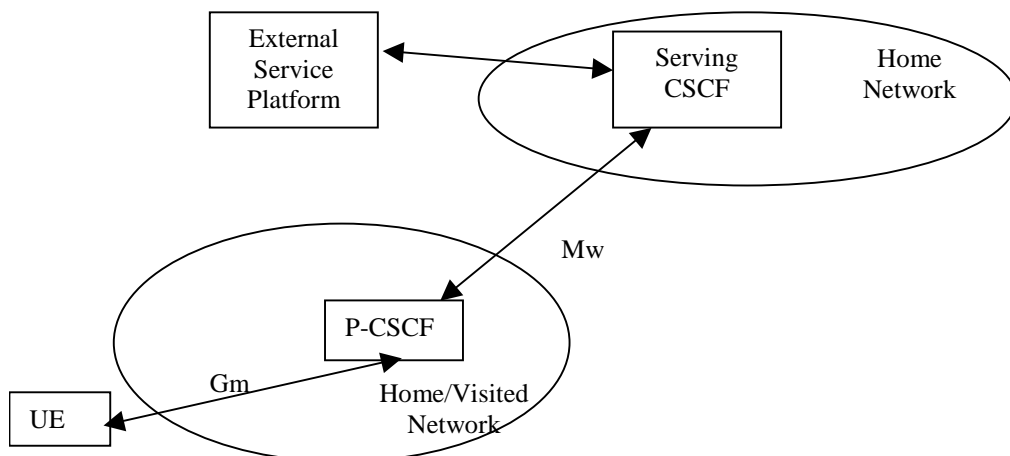 External
Service
Platform
Serving
CSCF
Home
Network
Mw
P-CSCF
Gm
Home/Visited
Network
UE